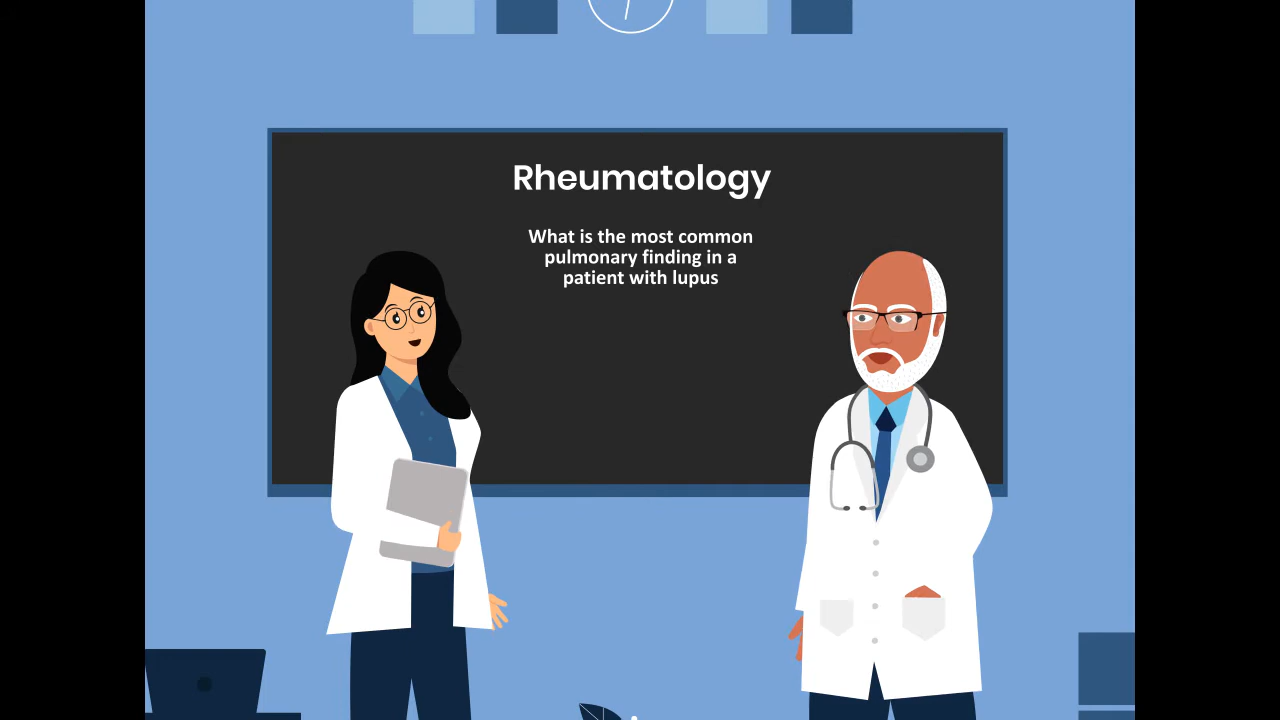 Rheumatology
What is the most common
pulmonary finding in a
patient with lupus